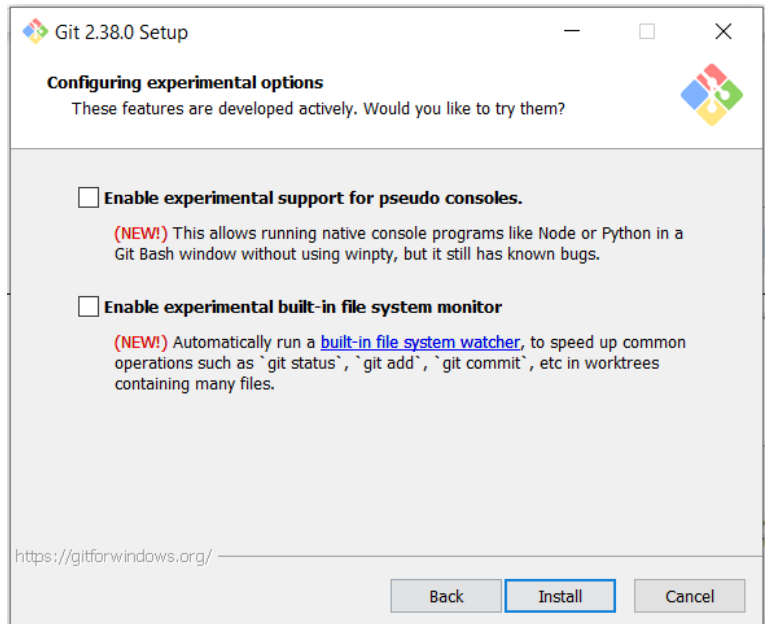 Git 2.38.0 Setup
Configuring experimental options
These features are developed actively. Would you like to try them?
Enable experimental support for pseudo consoles.
(NEW!) This allows running native console programs like Node or Python in a
Git Bash window without using winpty, but it still has known bugs.
Enable experimental built-in file system monitor
(NEW!) Automatically run a built-in file system watcher, to speed up common
operations such as `git status`, `git add`, `git commit`, etc in worktrees
containing many files.
https://gitforwindows.org/
Back Install Cancel